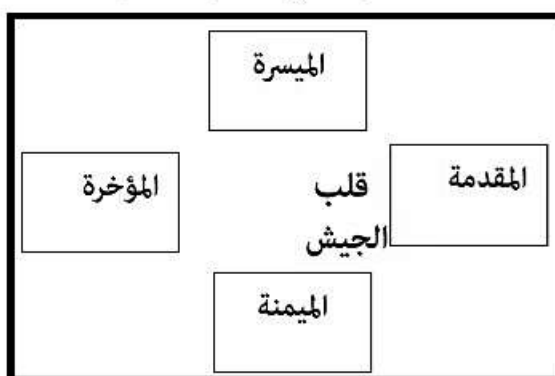 الميسرة
المقدمة
قلب
الجيش
المؤخرة
الميمنة